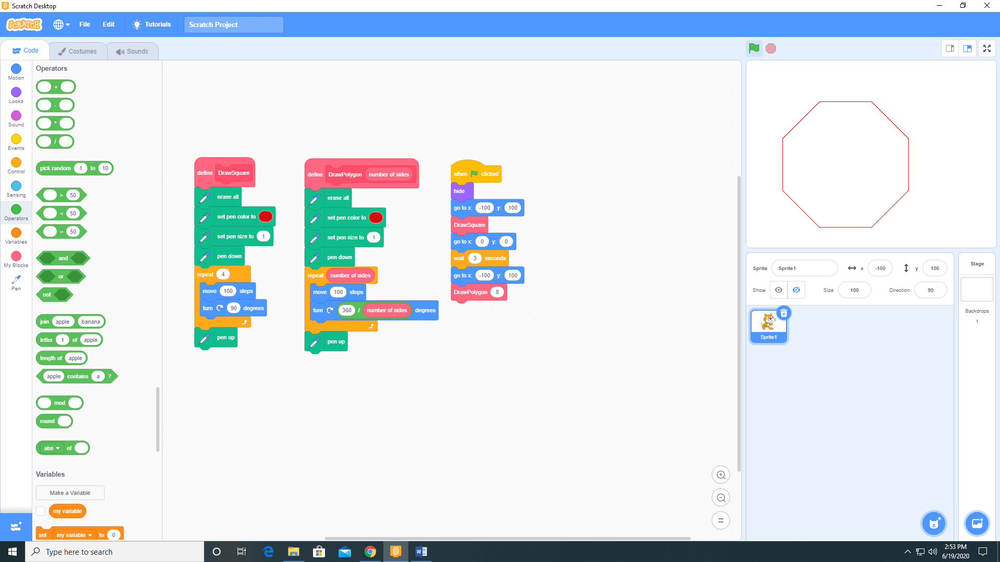 Scratch Desktop
SCRATCH
File
Edit
Tutorials
Scratch Project
Code
Costumes
Sounds
Motion
Looks
Sound
Events
Control
Sensing
Operators
Variables
My Blocks
Pen
Operators
+
-
*
/
pick random 1 to 10
> 50
< 50
= 50
and
or
not
join apple banana
letter 1 of apple
length of apple
apple contains a ?
mod
round
abs of
Variables
Make a Variable
my variable
set my variable to 0
define DrawSquare
erase all
set pen color to
set pen size to 1
pen down
repeat 4
move 100 steps
turn 90 degrees
pen up
define DrawPolygon number of sides
erase all
set pen color to
set pen size to 1
pen down
repeat number of sides
move 100 steps
turn 360 / number of sides degrees
pen up
when clicked
hide
go to x: -100 y: 100
DrawSquare
go to x: 0 y: 0
wait 3 seconds
go to x: -100 y: 100
DrawPolygon 8
Sprite Sprite1 x -100 y 100
Show Size 100 Direction 90
Sprite1
Stage
Backdrops
1
Type here to search
2:53 PM
6/19/2020